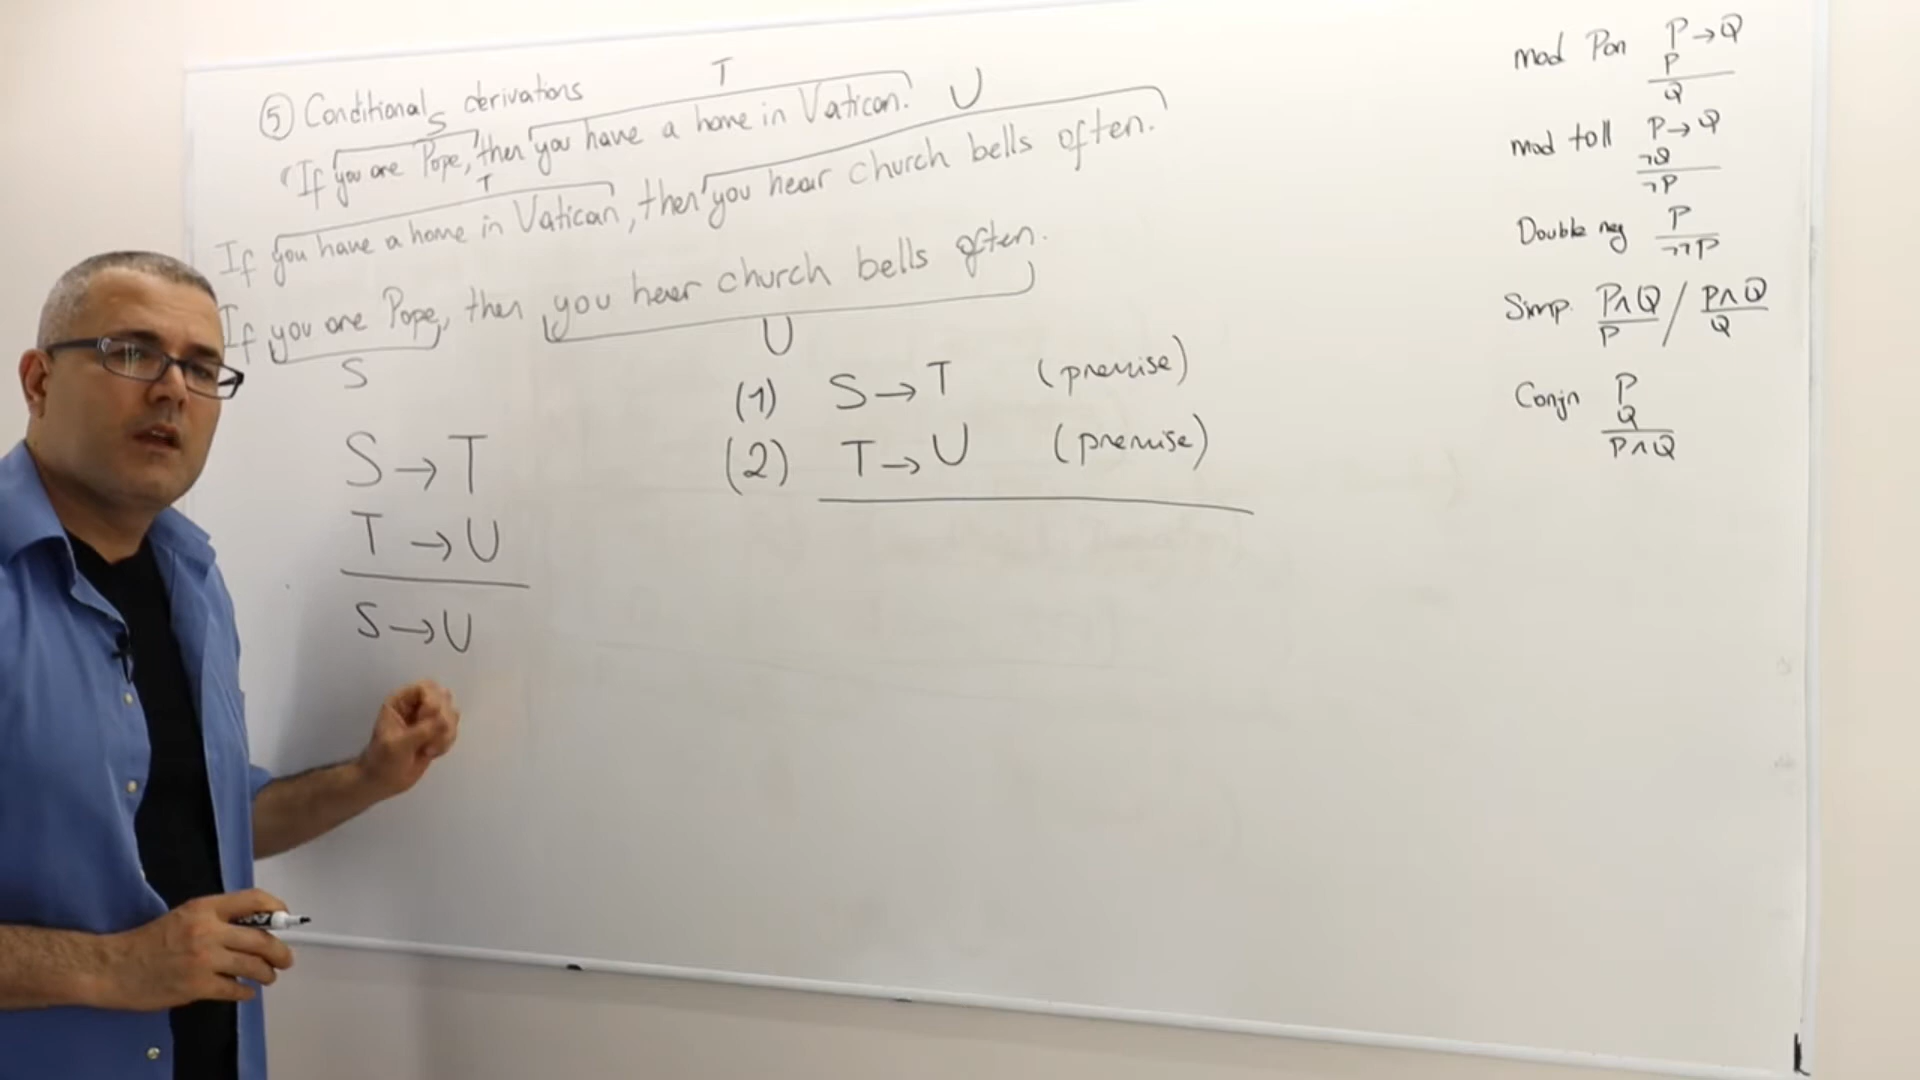 ⑤ Conditional derivations
S T
If you are Pope, then you have a home in Vatican.
T U
If you have a home in Vatican, then you hear church bells often.
If you are Pope, then you hear church bells often.
S U
S → T
T → U
S → U
(1) S → T (premise)
(2) T → U (premise)
mod Pon P → Q
P
Q
mod toll P → Q
¬Q
¬P
Double neg P
¬¬P
Simp. P∧Q / P∧Q
P Q
Conjn P
Q
P∧Q